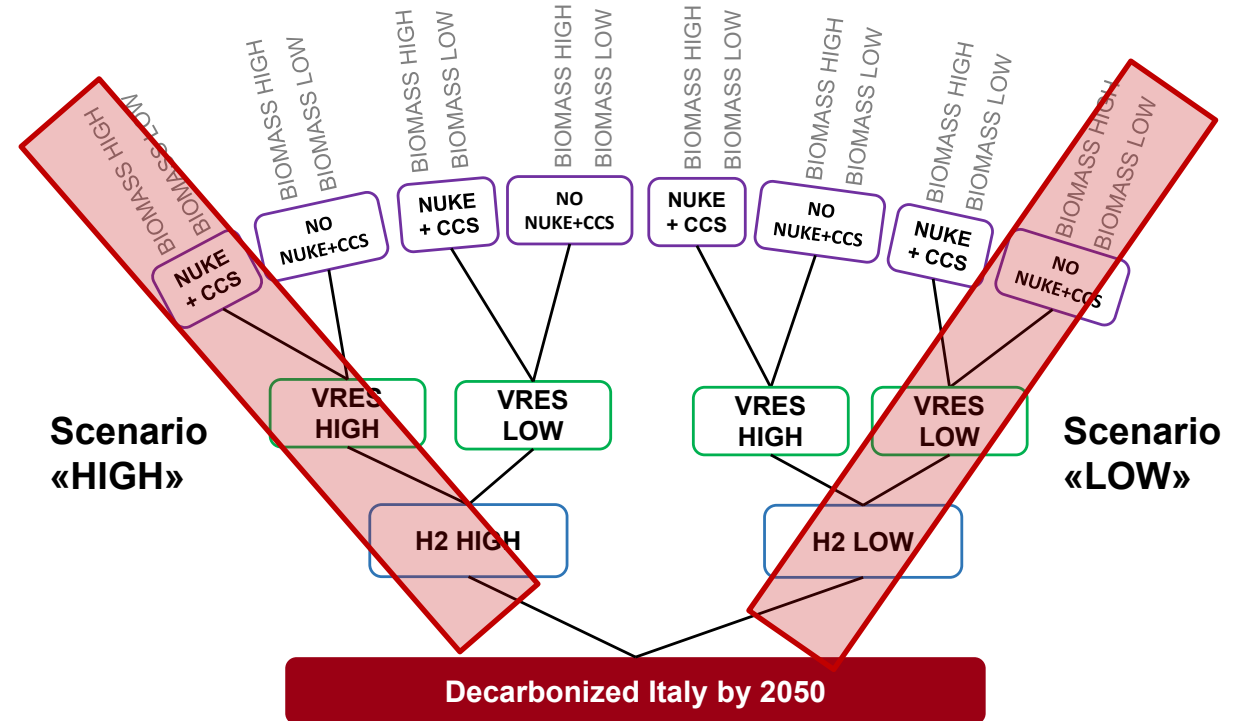 BIOMASS HIGH
BIOMASS LOW
BIOMASS HIGH
BIOMASS LOW
BIOMASS HIGH
BIOMASS LOW
BIOMASS HIGH
BIOMASS LOW
BIOMASS HIGH
BIOMASS LOW
BIOMASS HIGH
BIOMASS LOW
BIOMASS HIGH
BIOMASS LOW
BIOMASS HIGH
BIOMASS LOW
NUKE
+ CCS
NO
NUKE+CCS
NUKE
+ CCS
NO
NUKE+CCS
NUKE
+ CCS
NO
NUKE+CCS
NUKE
+ CCS
NO
NUKE+CCS
VRES
HIGH
VRES
LOW
VRES
HIGH
VRES
LOW
Scenario
«HIGH»
Scenario
«LOW»
H2 HIGH
H2 LOW
Decarbonized Italy by 2050